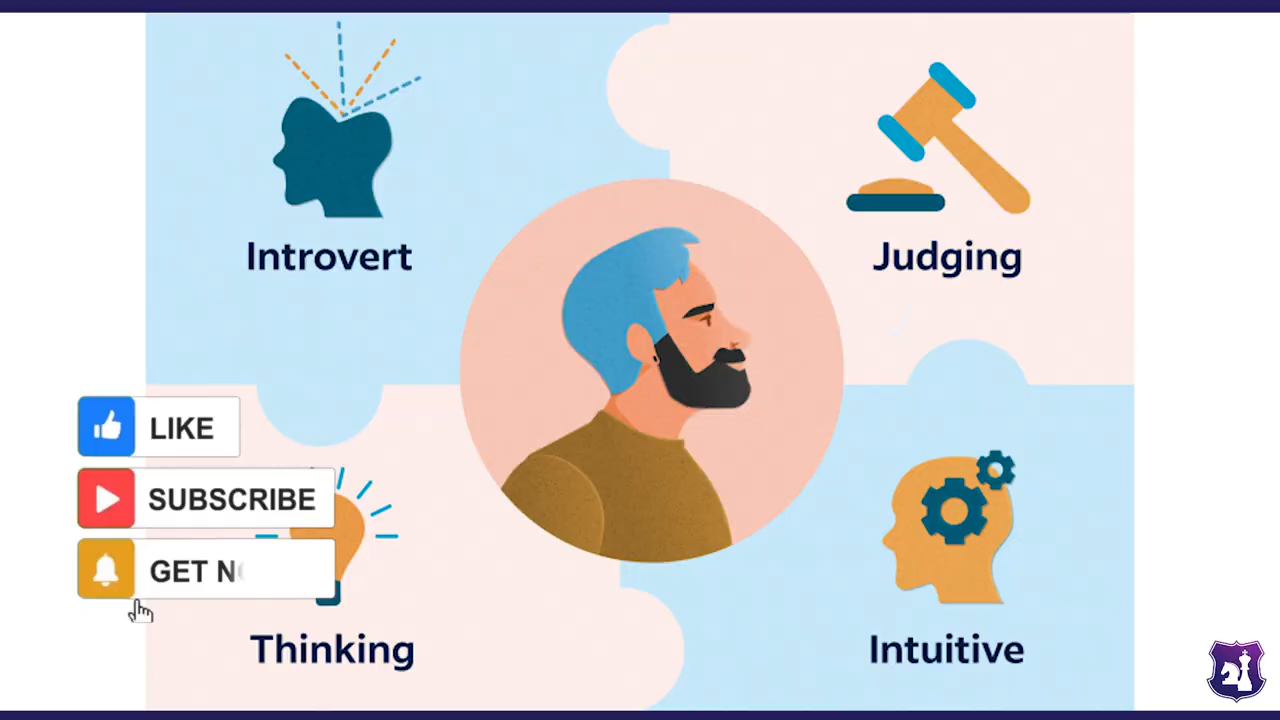 Introvert
Judging
LIKE
SUBSCRIBE
GET
Thinking
Intuitive